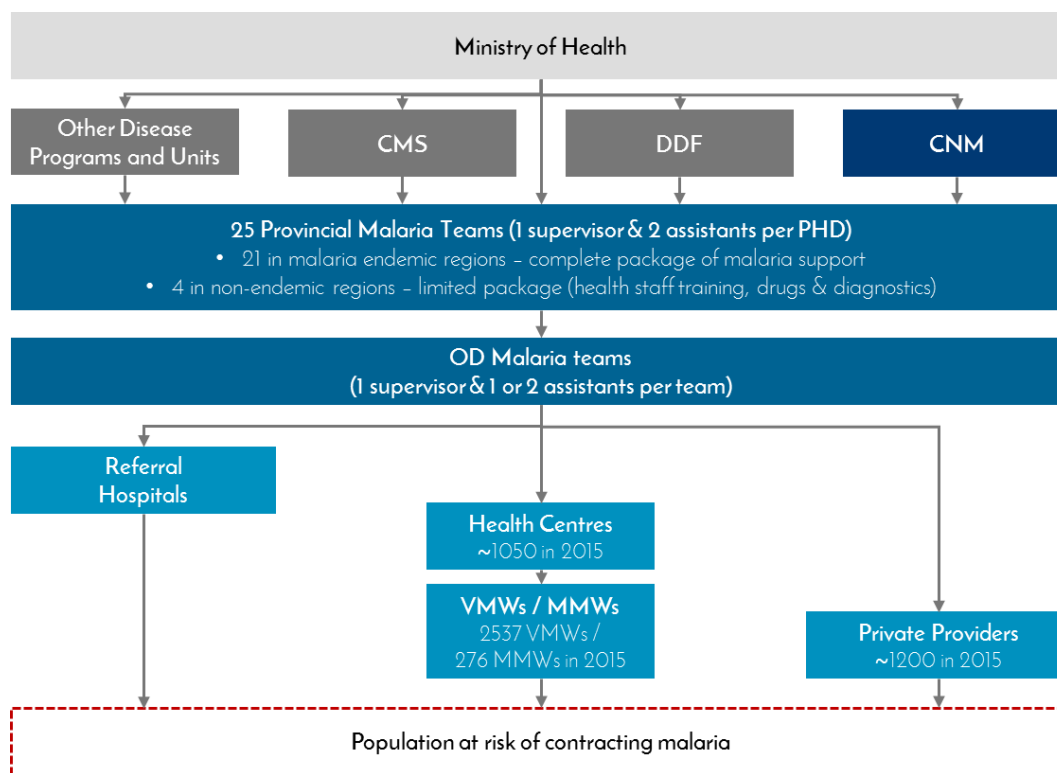 Ministry of Health
Other Disease
Programs and Units
CMS
DDF
CNM
25 Provincial Malaria Teams (1 supervisor & 2 assistants per PHD)
• 21 in malaria endemic regions – complete package of malaria support
• 4 in non-endemic regions – limited package (health staff training, drugs & diagnostics)
OD Malaria teams
(1 supervisor & 1 or 2 assistants per team)
Referral
Hospitals
Health Centres
~1050 in 2015
VMWs / MMWs
2537 VMWs /
276 MMWs in 2015
Private Providers
~1200 in 2015
Population at risk of contracting malaria